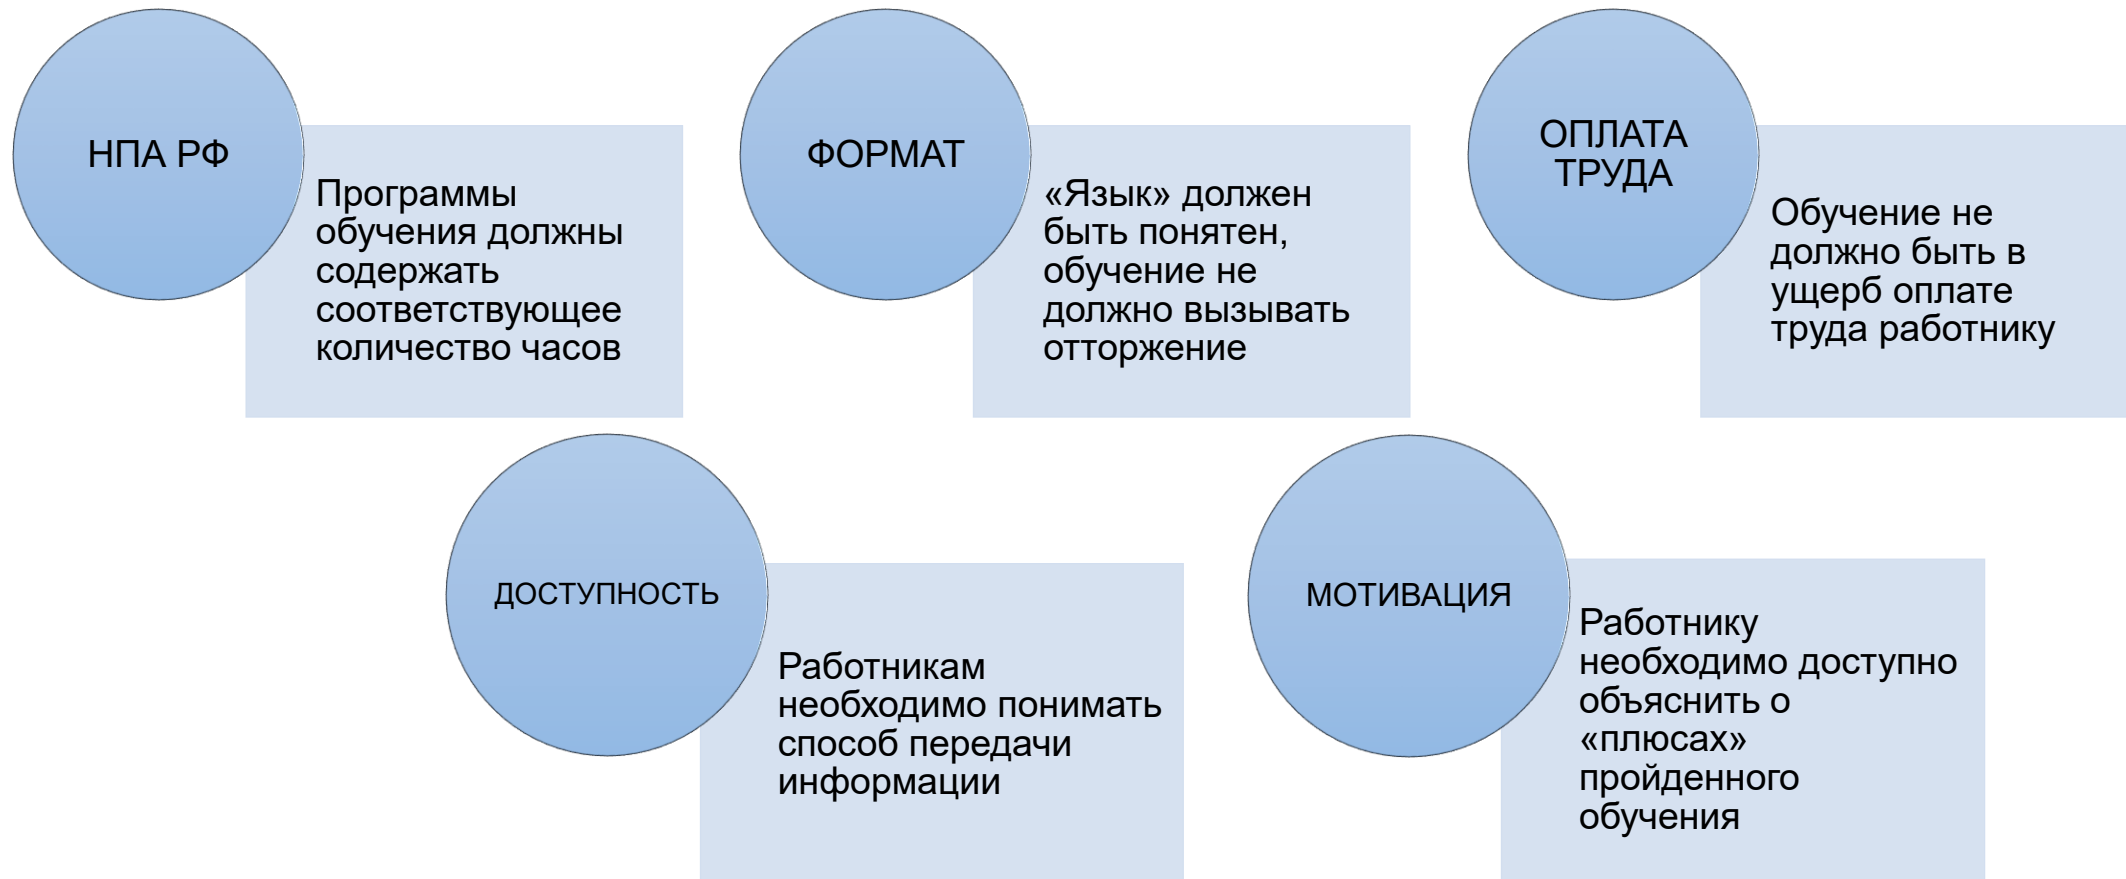 НПА РФ
Программы
обучения должны
содержать
соответствующее
количество часов
ФОРМАТ
«Язык» должен
быть понятен,
обучение не
должно вызывать
отторжение
ОПЛАТА
ТРУДА
Обучение не
должно быть в
ущерб оплате
труда работнику
ДОСТУПНОСТЬ
Работникам
необходимо понимать
способ передачи
информации
МОТИВАЦИЯ
Работнику
необходимо доступно
объяснить о
«плюсах»
пройденного
обучения